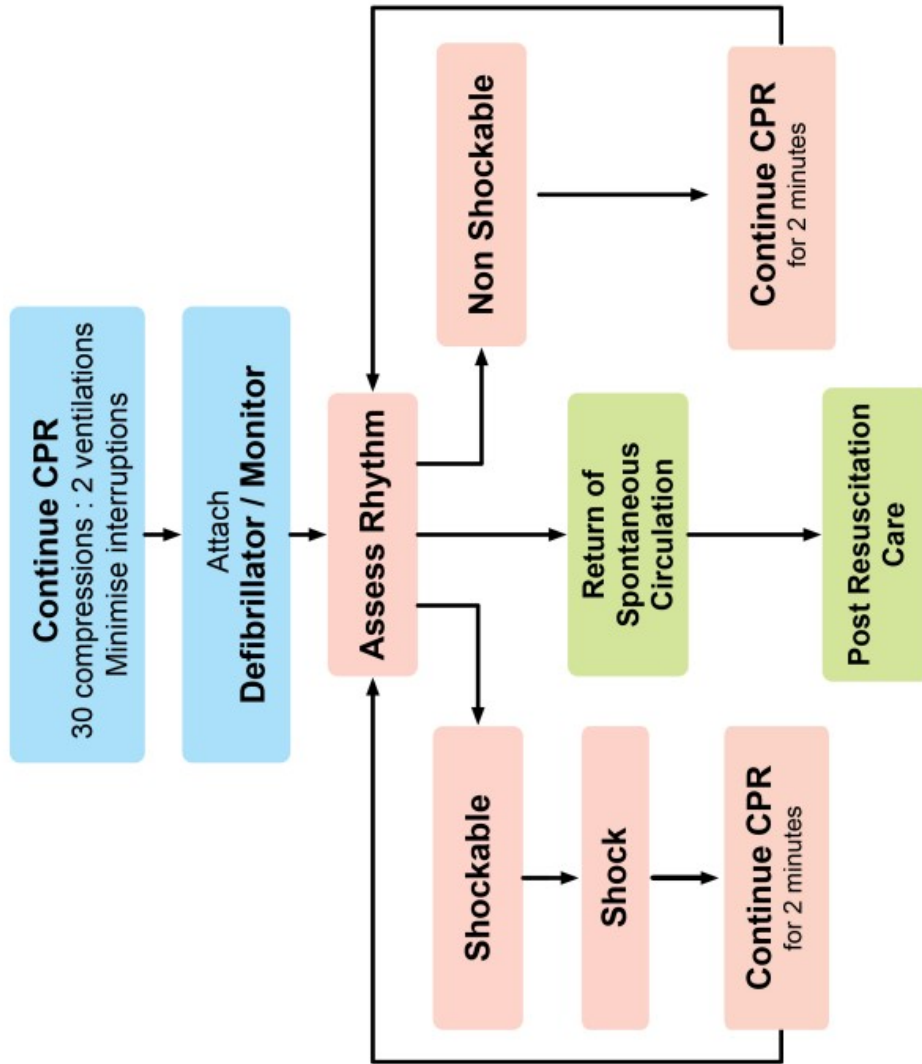 Continue CPR
30 compressions : 2 ventilations
Minimise interruptions
Attach
Defibrillator / Monitor
Assess Rhythm
Shockable
Non Shockable
Shock
Return of
Spontaneous
Circulation
Continue CPR
for 2 minutes
Continue CPR
for 2 minutes
Post Resuscitation
Care